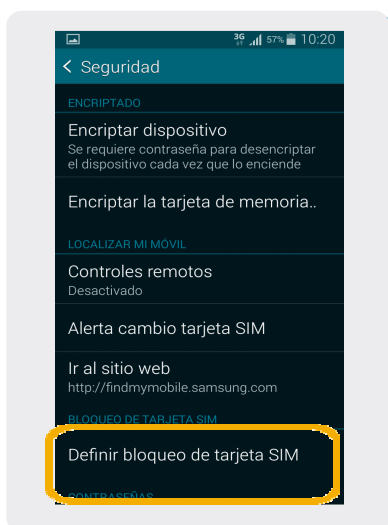 3G 57% 10:20
< Seguridad
ENCRIPTADO
Encriptar dispositivo
Se requiere contraseña para desencriptar
el dispositivo cada vez que lo enciende
Encriptar la tarjeta de memoria..
LOCALIZAR MI MÓVIL
Controles remotos
Desactivado
Alerta cambio tarjeta SIM
Ir al sitio web
http://findmymobile.samsung.com
BLOQUEO DE TARJETA SIM
Definir bloqueo de tarjeta SIM
CONTRASEÑAS